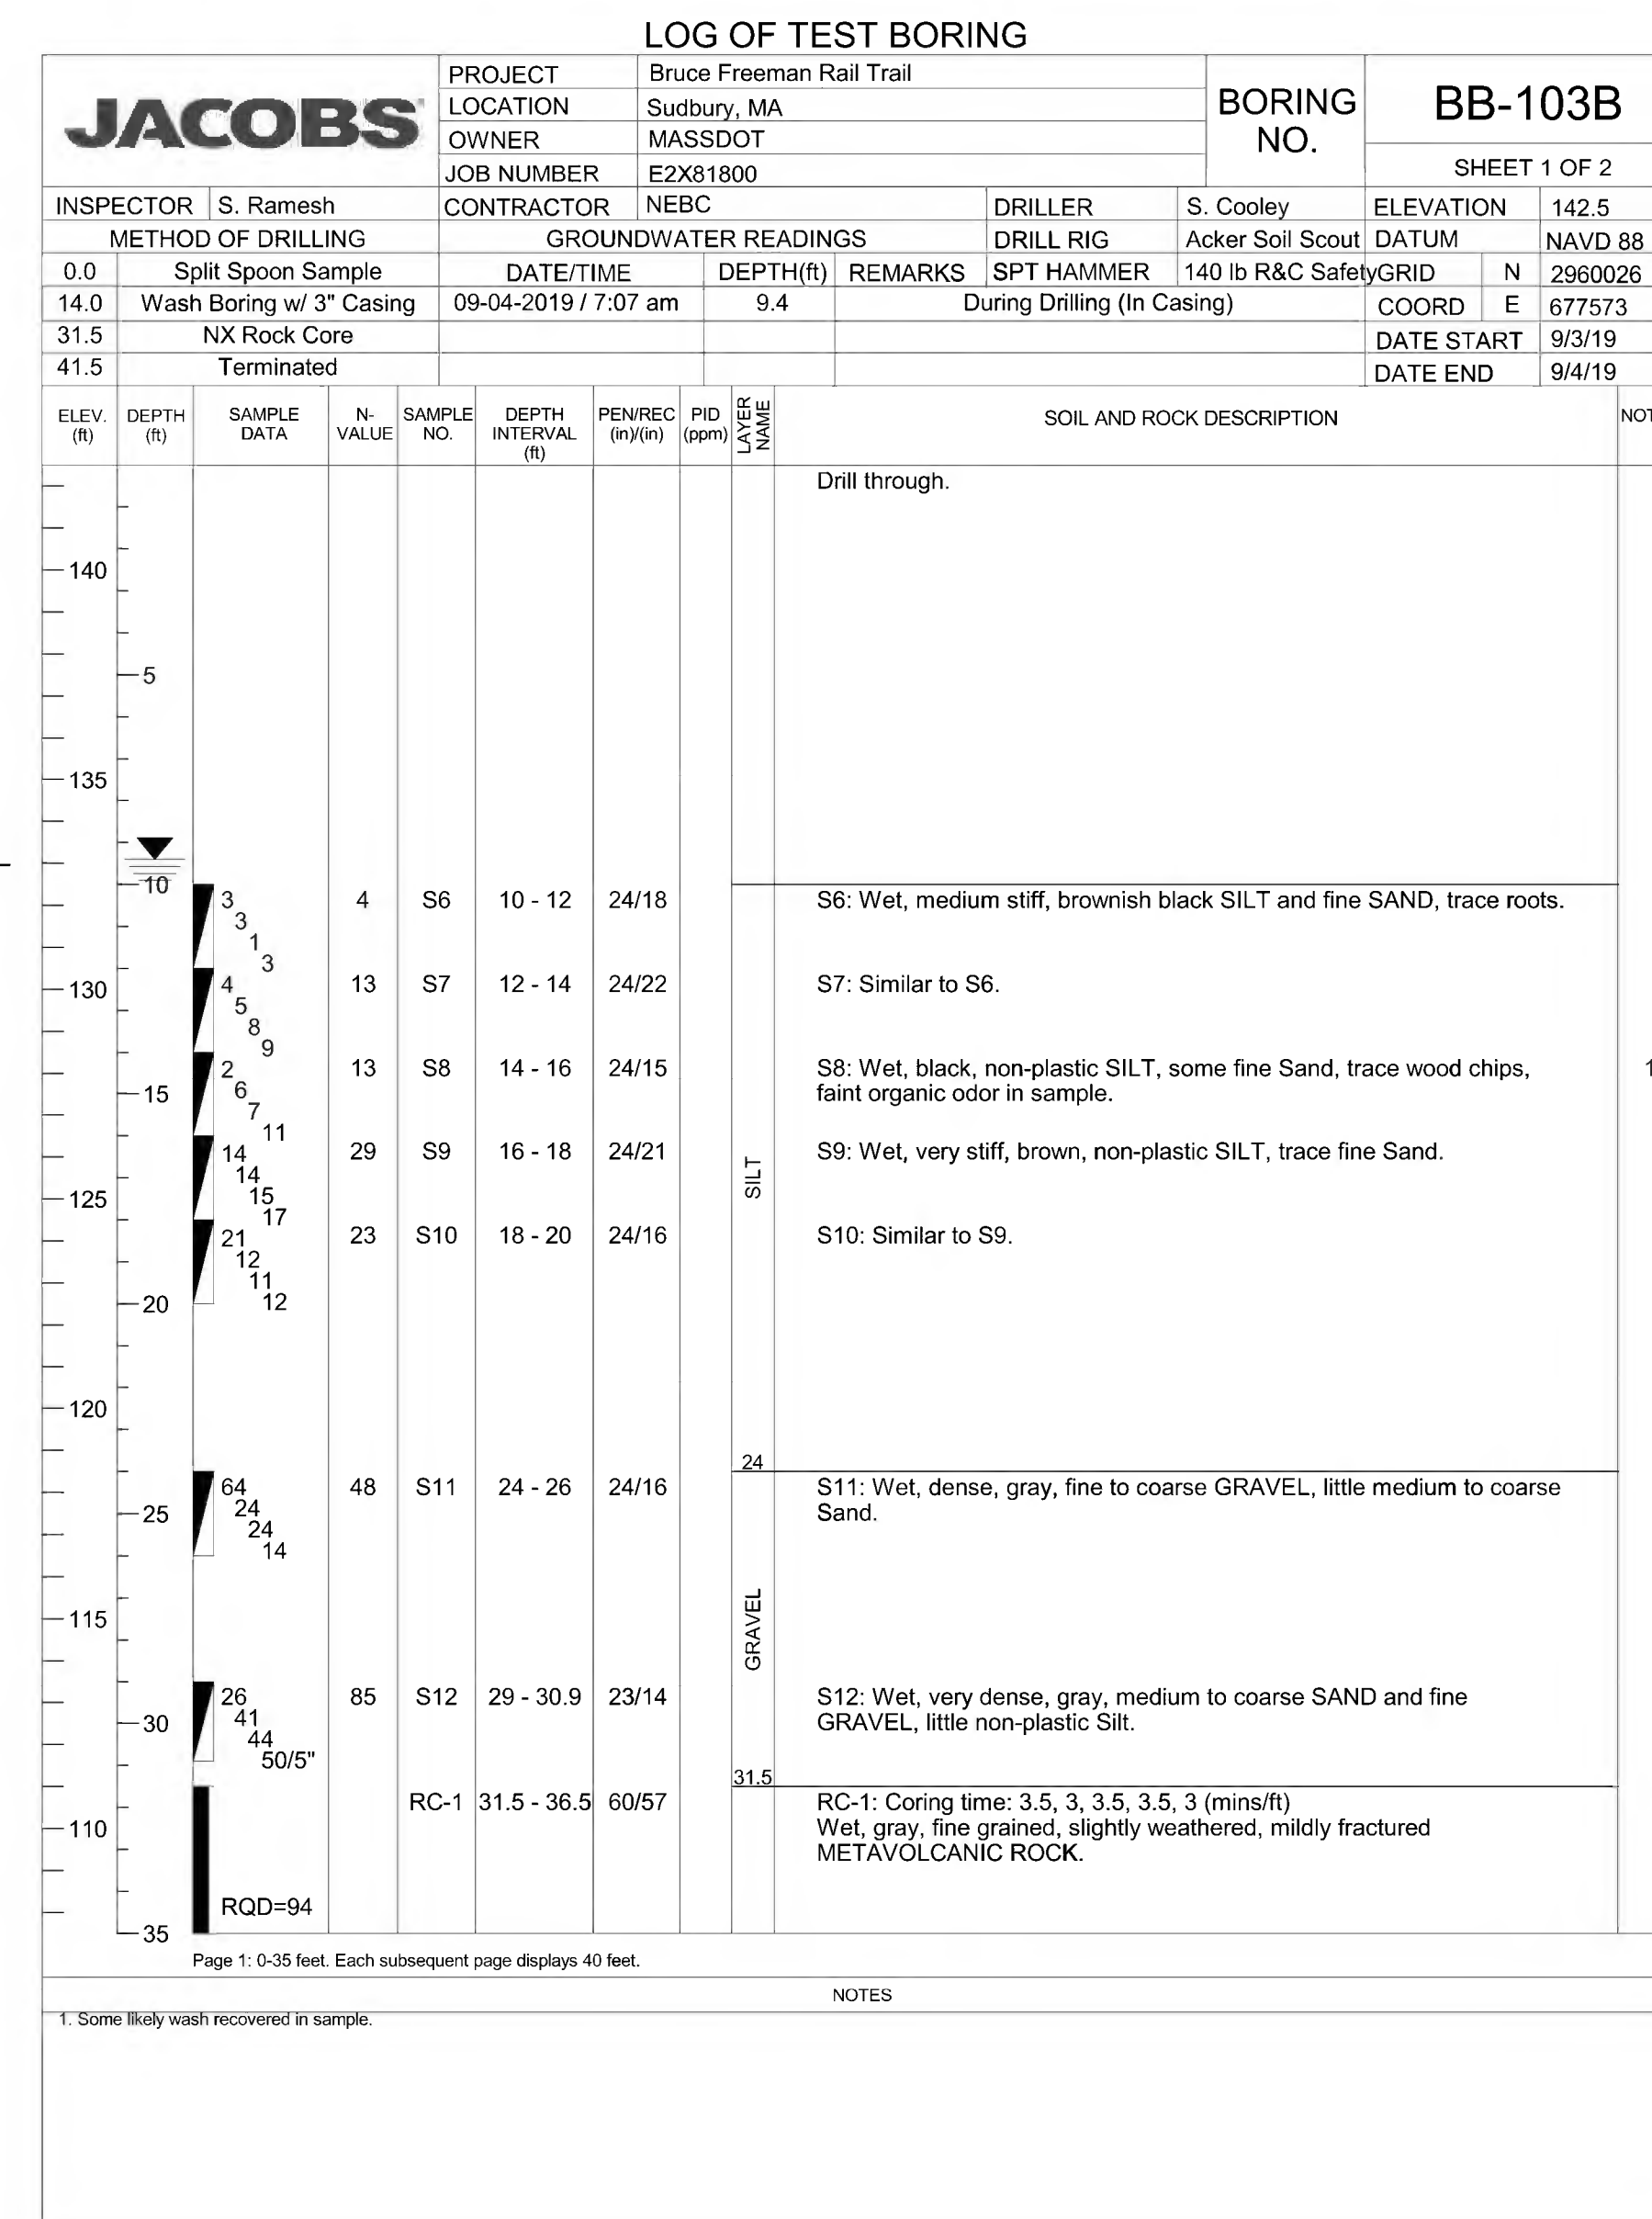 LOG OF TEST BORING
JACOBS
PROJECT Bruce Freeman Rail Trail
LOCATION Sudbury, MA
OWNER MASSDOT
JOB NUMBER E2X81800
BORING NO. BB-103B
SHEET 1 OF 2
INSPECTOR S. Ramesh CONTRACTOR NEBC DRILLER S. Cooley ELEVATION 142.5
METHOD OF DRILLING GROUNDWATER READINGS DRILL RIG Acker Soil Scout DATUM NAVD 88
0.0 Split Spoon Sample DATE/TIME DEPTH(ft) REMARKS SPT HAMMER 140 lb R&C Safety GRID N 2960026
14.0 Wash Boring w/ 3" Casing 09-04-2019 / 7:07 am 9.4 During Drilling (In Casing) COORD E 677573
31.5 NX Rock Core DATE START 9/3/19
41.5 Terminated DATE END 9/4/19
ELEV. (ft) DEPTH (ft) SAMPLE DATA N-VALUE SAMPLE NO. DEPTH INTERVAL (ft) PEN/REC (in)/(in) PID (ppm) LAYER NAME SOIL AND ROCK DESCRIPTION NOT
Drill through.
140
5
135
10
3 4 S6 10 - 12 24/18 S6: Wet, medium stiff, brownish black SILT and fine SAND, trace roots.
3
1
3
130 4 13 S7 12 - 14 24/22 S7: Similar to S6.
5
8
9
2 13 S8 14 - 16 24/15 S8: Wet, black, non-plastic SILT, some fine Sand, trace wood chips, 1
15 6 faint organic odor in sample.
7
11
14 29 S9 16 - 18 24/21 S9: Wet, very stiff, brown, non-plastic SILT, trace fine Sand.
14
SILT
125 15
17
21 23 S10 18 - 20 24/16 S10: Similar to S9.
12
11
20 12
120
24
64 48 S11 24 - 26 24/16 S11: Wet, dense, gray, fine to coarse GRAVEL, little medium to coarse
25 24 Sand.
24
14
115
GRAVEL
26 85 S12 29 - 30.9 23/14 S12: Wet, very dense, gray, medium to coarse SAND and fine
30 41 GRAVEL, little non-plastic Silt.
44
50/5"
31.5
RC-1 31.5 - 36.5 60/57 RC-1: Coring time: 3.5, 3, 3.5, 3.5, 3 (mins/ft)
110 Wet, gray, fine grained, slightly weathered, mildly fractured
METAVOLCANIC ROCK.
RQD=94
35
Page 1: 0-35 feet. Each subsequent page displays 40 feet.
NOTES
1. Some likely wash recovered in sample.